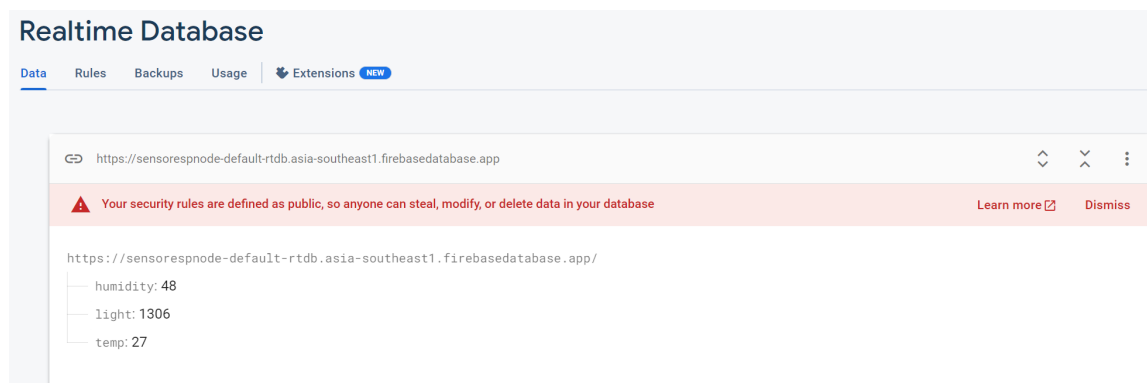 Realtime Database
Data Rules Backups Usage Extensions NEW
https://sensorespnode-default-rtdb.asia-southeast1.firebasedatabase.app
Your security rules are defined as public, so anyone can steal, modify, or delete data in your database Learn more Dismiss
https://sensorespnode-default-rtdb.asia-southeast1.firebasedatabase.app/
humidity: 48
light: 1306
temp: 27